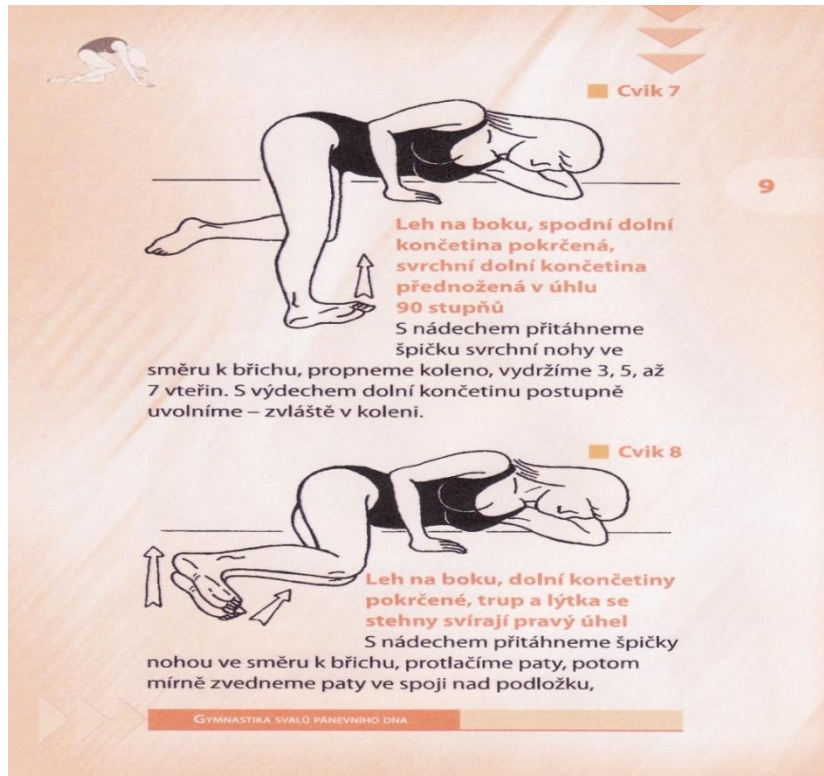 Cvik 7
9
Leh na boku, spodní dolní
končetina pokrčená,
svrchní dolní končetina
přednožená v úhlu
90 stupňů
S nádechem přitáhneme
špičku svrchní nohy ve
směru k břichu, propneme koleno, vydržíme 3, 5, až
7 vteřin. S výdechem dolní končetinu postupně
uvolníme – zvláště v koleni.
Cvik 8
Leh na boku, dolní končetiny
pokrčené, trup a lýtka se
stehny svírají pravý úhel
S nádechem přitáhneme špičky
nohou ve směru k břichu, protlačíme paty, potom
mírně zvedneme paty ve spoji nad podložku,
GYMNASTIKA SVALŮ PÁNEVNÍHO DNA